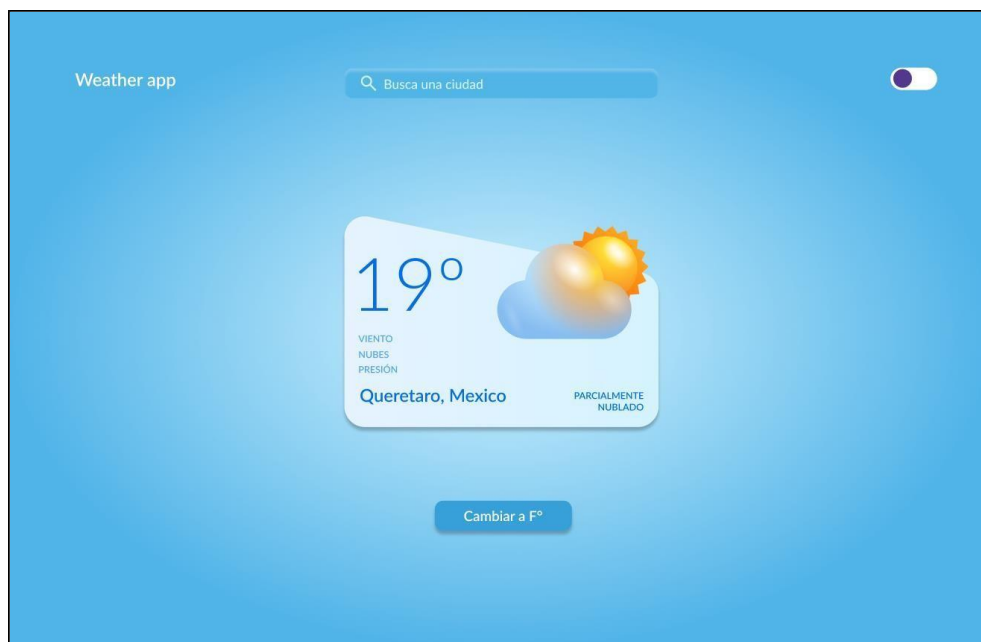 Weather app
Busca una ciudad
19°
VIENTO
NUBES
PRESIÓN
Queretaro, Mexico
PARCIALMENTE
NUBLADO
Cambiar a F°